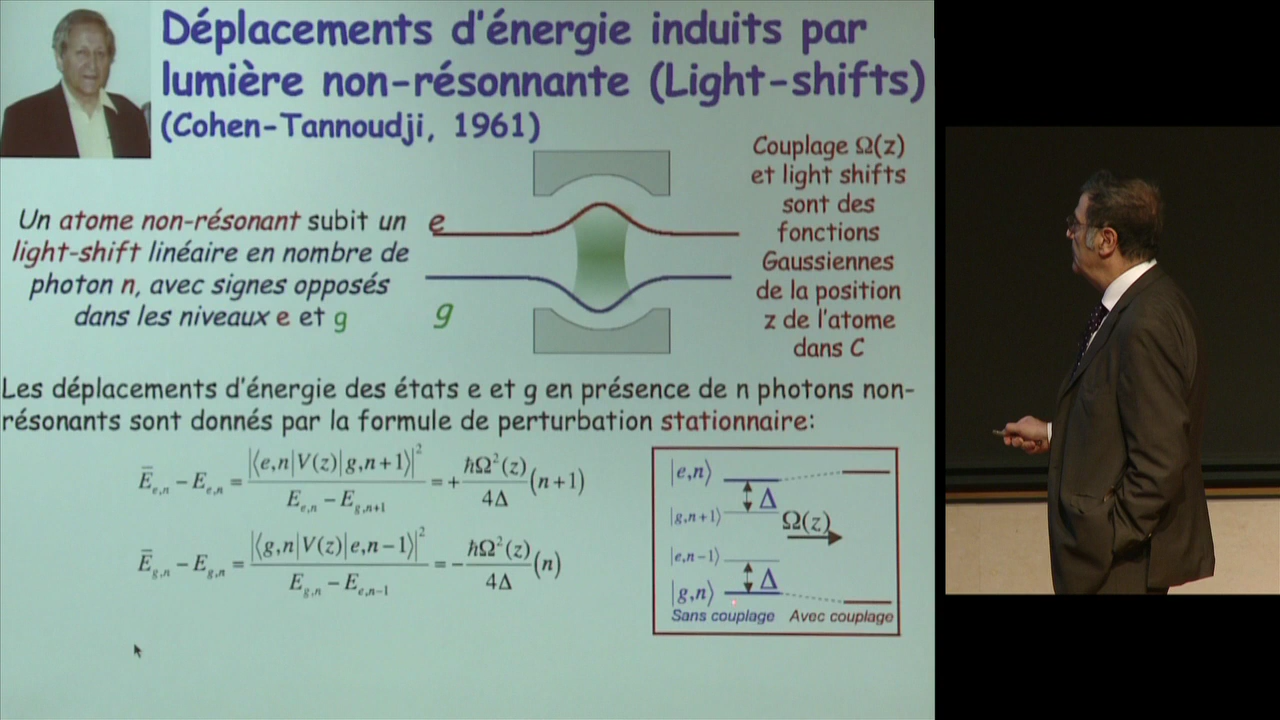 Déplacements d'énergie induits par
lumière non-résonnante (Light-shifts)
(Cohen-Tannoudji, 1961)
Un atome non-résonant subit un
light-shift linéaire en nombre de
photon n, avec signes opposés
dans les niveaux e et g
e
g
Couplage Ω(z)
et light shifts
sont des
fonctions
Gaussiennes
de la position
z de l'atome
dans C
Les déplacements d'énergie des états e et g en présence de n photons non-
résonants sont donnés par la formule de perturbation stationnaire:
Ē_{e,n} − E_{e,n} = |⟨e,n|V(z)|g,n+1⟩|² / (E_{e,n} − E_{g,n+1}) = + ℏΩ²(z) / 4Δ (n+1)
Ē_{g,n} − E_{g,n} = |⟨g,n|V(z)|e,n−1⟩|² / (E_{g,n} − E_{e,n−1}) = − ℏΩ²(z) / 4Δ (n)
|e,n⟩
Δ
|g,n+1⟩
Ω(z)
|e,n−1⟩
Δ
|g,n⟩
Sans couplage Avec couplage